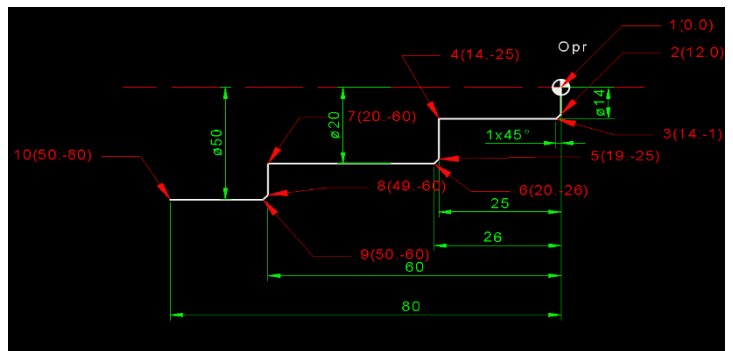 1(0.0)
Opr
2(12.0)
4(14.-25)
ø14
7(20.-60)
ø20
ø50
1x45°
3(14.-1)
10(50.-80)
5(19.-25)
8(49.-60)
6(20.-26)
25
26
9(50.-60)
60
80